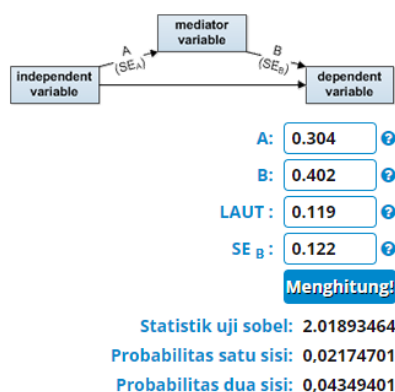 mediator
variable
A
(SEA)
B
(SEB)
independent
variable
dependent
variable
A: 0.304 ?
B: 0.402 ?
LAUT : 0.119 ?
SE B : 0.122 ?
Menghitung!
Statistik uji sobel: 2.01893464
Probabilitas satu sisi: 0,02174701
Probabilitas dua sisi: 0,04349401